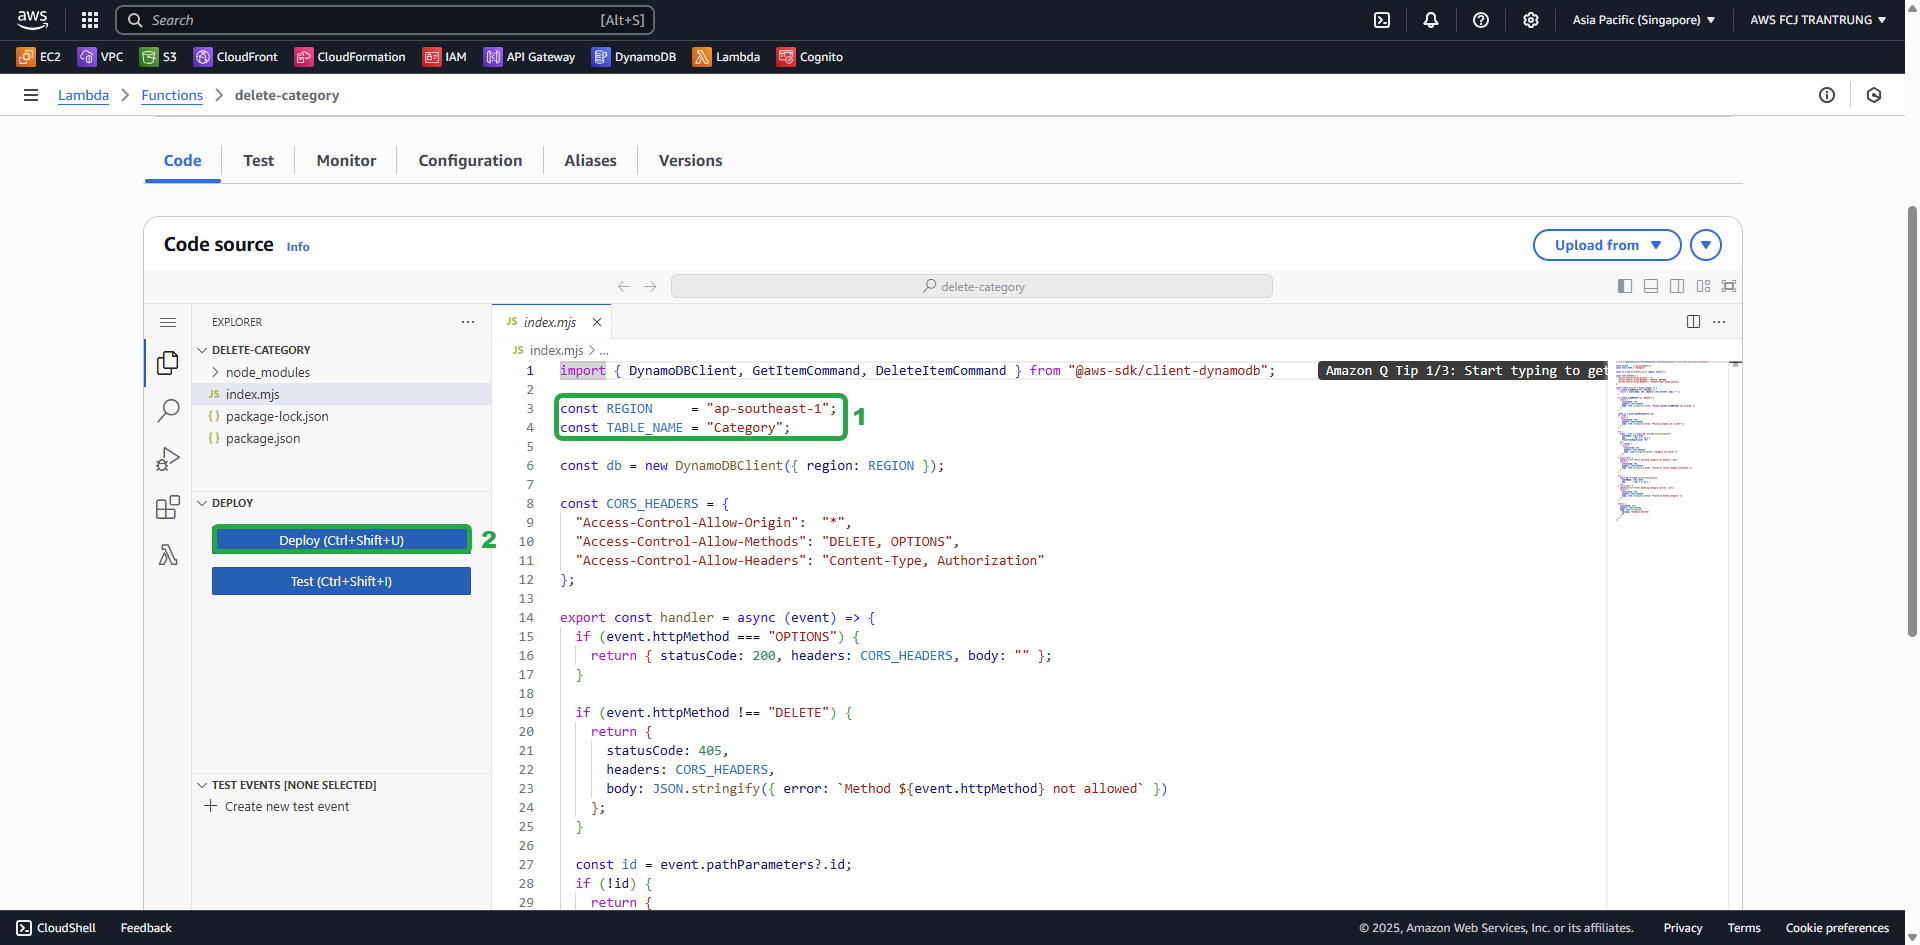 aws
Search [Alt+S]
Asia Pacific (Singapore)
AWS FCJ TRANTRUNG
EC2 VPC S3 CloudFront CloudFormation IAM API Gateway DynamoDB Lambda Cognito
Lambda > Functions > delete-category
Code Test Monitor Configuration Aliases Versions
Code source Info
Upload from
delete-category
EXPLORER
DELETE-CATEGORY
node_modules
JS index.mjs
{} package-lock.json
{} package.json
DEPLOY
Deploy (Ctrl+Shift+U) 2
Test (Ctrl+Shift+I)
TEST EVENTS [NONE SELECTED]
Create new test event
JS index.mjs
JS index.mjs > ...
1 import { DynamoDBClient, GetItemCommand, DeleteItemCommand } from "@aws-sdk/client-dynamodb"; Amazon Q Tip 1/3: Start typing to get
2
3 const REGION     = "ap-southeast-1"; 1
4 const TABLE_NAME = "Category";
5
6 const db = new DynamoDBClient({ region: REGION });
7
8 const CORS_HEADERS = {
9   "Access-Control-Allow-Origin":  "*",
10   "Access-Control-Allow-Methods": "DELETE, OPTIONS",
11   "Access-Control-Allow-Headers": "Content-Type, Authorization"
12 };
13
14 export const handler = async (event) => {
15   if (event.httpMethod === "OPTIONS") {
16     return { statusCode: 200, headers: CORS_HEADERS, body: "" };
17   }
18
19   if (event.httpMethod !== "DELETE") {
20     return {
21       statusCode: 405,
22       headers: CORS_HEADERS,
23       body: JSON.stringify({ error: `Method ${event.httpMethod} not allowed` })
24     };
25   }
26
27   const id = event.pathParameters?.id;
28   if (!id) {
29     return {
CloudShell Feedback
© 2025, Amazon Web Services, Inc. or its affiliates. Privacy Terms Cookie preferences